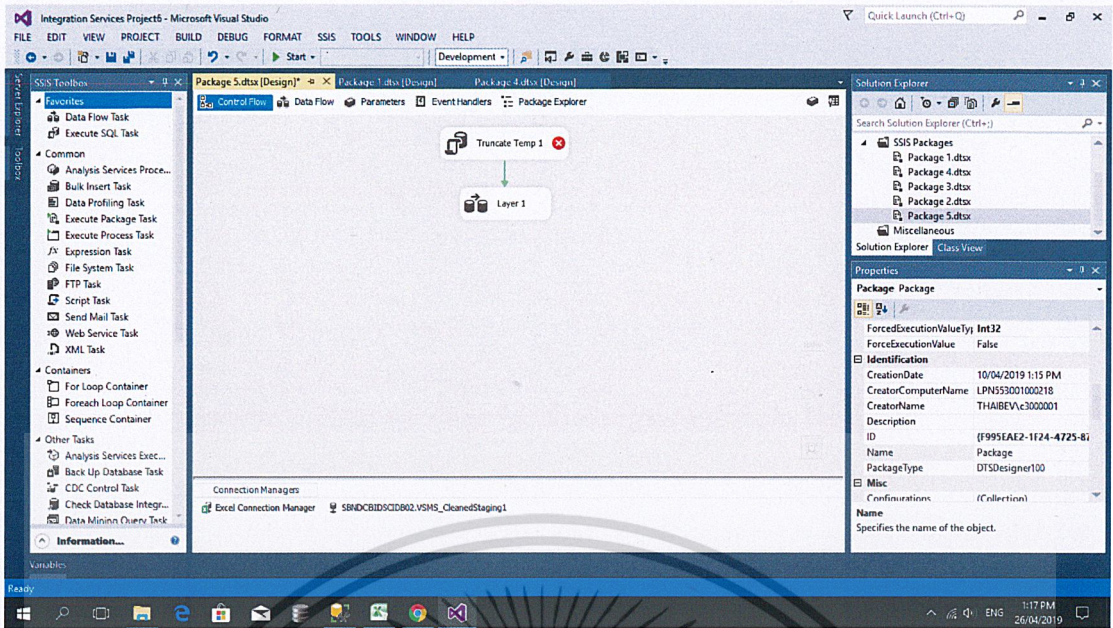 Integration Services Project6 - Microsoft Visual Studio
Quick Launch (Ctrl+Q)
FILE EDIT VIEW PROJECT BUILD DEBUG FORMAT SSIS TOOLS WINDOW HELP
Start
Development
Server Explorer
Toolbox
SSIS Toolbox
Favorites
Data Flow Task
Execute SQL Task
Common
Analysis Services Proce...
Bulk Insert Task
Data Profiling Task
Execute Package Task
Execute Process Task
Expression Task
File System Task
FTP Task
Script Task
Send Mail Task
Web Service Task
XML Task
Containers
For Loop Container
Foreach Loop Container
Sequence Container
Other Tasks
Analysis Services Exec...
Back Up Database Task
CDC Control Task
Check Database Integr...
Data Mining Query Task
Information...
Package 5.dtsx [Design]* Package 1.dtsx [Design] Package 4.dtsx [Design]
Control Flow Data Flow Parameters Event Handlers Package Explorer
Truncate Temp 1
Layer 1
Connection Managers
Excel Connection Manager SBNDCBIDSCIDB02.VSMS_CleanedStaging1
Solution Explorer
Search Solution Explorer (Ctrl+;)
SSIS Packages
Package 1.dtsx
Package 4.dtsx
Package 3.dtsx
Package 2.dtsx
Package 5.dtsx
Miscellaneous
Solution Explorer Class View
Properties
Package Package
ForcedExecutionValueTyp Int32
ForceExecutionValue False
Identification
CreationDate 10/04/2019 1:15 PM
CreatorComputerName LPN553001000218
CreatorName THAIBEV\c3000001
Description
ID {F995EAE2-1F24-4725-87
Name Package
PackageType DTSDesigner100
Misc
Configurations (Collection)
Name
Specifies the name of the object.
Variables
Ready
ENG
1:17 PM
26/04/2019